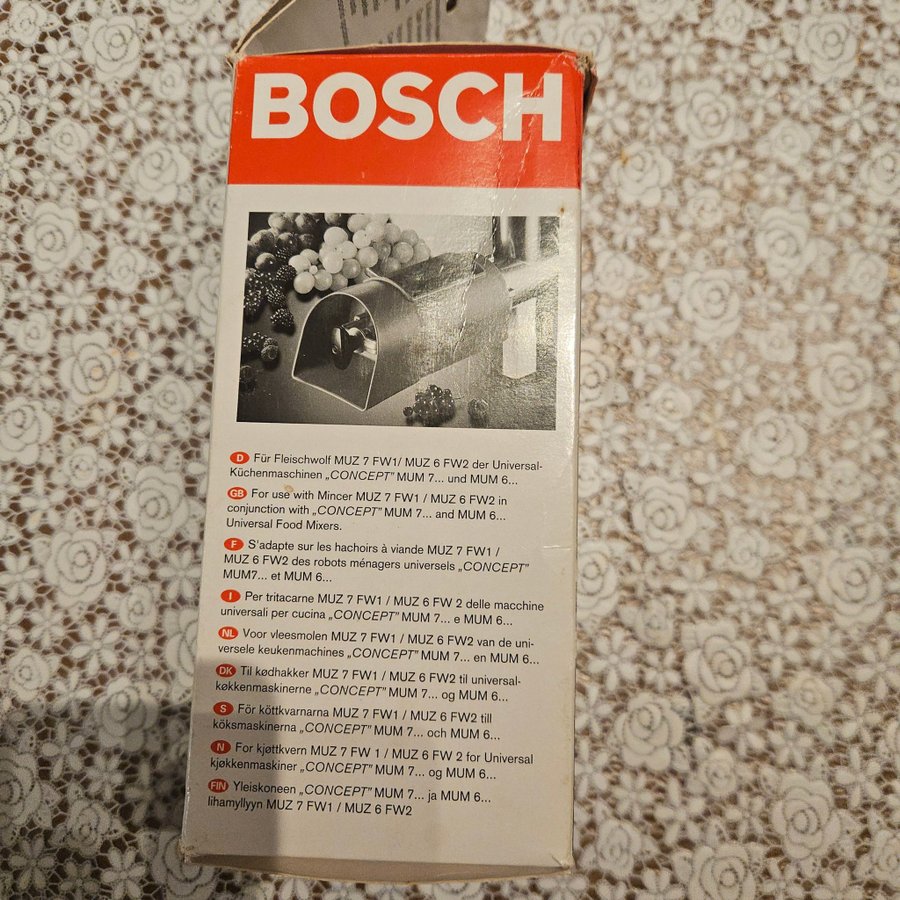 BOSCH
D Für Fleischwolf MUZ 7 FW1/ MUZ 6 FW2 der Universal-
Küchenmaschinen „CONCEPT” MUM 7... und MUM 6...
GB For use with Mincer MUZ 7 FW1 / MUZ 6 FW2 in
conjunction with „CONCEPT” MUM 7... and MUM 6...
Universal Food Mixers.
F S'adapte sur les hachoirs à viande MUZ 7 FW1 /
MUZ 6 FW2 des robots ménagers universels „CONCEPT”
MUM7... et MUM 6...
I Per tritacarne MUZ 7 FW1 / MUZ 6 FW 2 delle macchine
universali per cucina „CONCEPT” MUM 7... e MUM 6...
NL Voor vleesmolen MUZ 7 FW1 / MUZ 6 FW2 van de uni-
versele keukenmachines „CONCEPT” MUM 7... en MUM 6...
DK Til kødhakker MUZ 7 FW1 / MUZ 6 FW2 til universal-
køkkenmaskinerne „CONCEPT” MUM 7... og MUM 6...
S För köttkvarnarna MUZ 7 FW1 / MUZ 6 FW2 till
köksmaskinerna „CONCEPT” MUM 7... och MUM 6...
N For kjøttkvern MUZ 7 FW 1 / MUZ 6 FW 2 for Universal
kjøkkenmaskiner „CONCEPT” MUM 7... og MUM 6...
FIN Yleiskoneen „CONCEPT” MUM 7... ja MUM 6...
lihamyllyyn MUZ 7 FW1 / MUZ 6 FW2